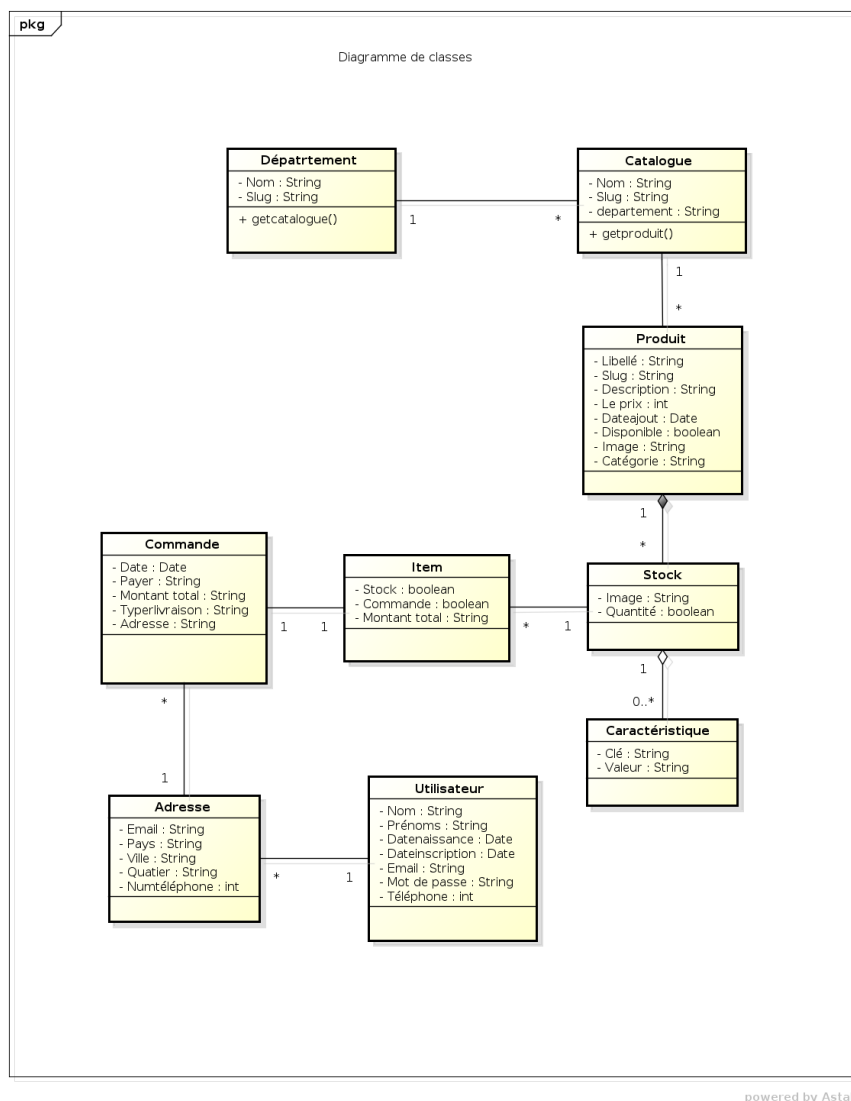 pkg
Diagramme de classes
Dépatrtement
- Nom : String
- Slug : String
+ getcatalogue()
1
*
Catalogue
- Nom : String
- Slug : String
- departement : String
+ getproduit()
1
*
Produit
- Libellé : String
- Slug : String
- Description : String
- Le prix : int
- Dateajout : Date
- Disponible : boolean
- Image : String
- Catégorie : String
1
*
Commande
- Date : Date
- Payer : String
- Montant total : String
- Typerlivraison : String
- Adresse : String
1
1
Item
- Stock : boolean
- Commande : boolean
- Montant total : String
*
1
Stock
- Image : String
- Quantité : boolean
1
0..*
Caractéristique
- Clé : String
- Valeur : String
*
1
Adresse
- Email : String
- Pays : String
- Ville : String
- Quatier : String
- Numtéléphone : int
*
1
Utilisateur
- Nom : String
- Prénoms : String
- Datenaissance : Date
- Dateinscription : Date
- Email : String
- Mot de passe : String
- Téléphone : int
powered by Asta